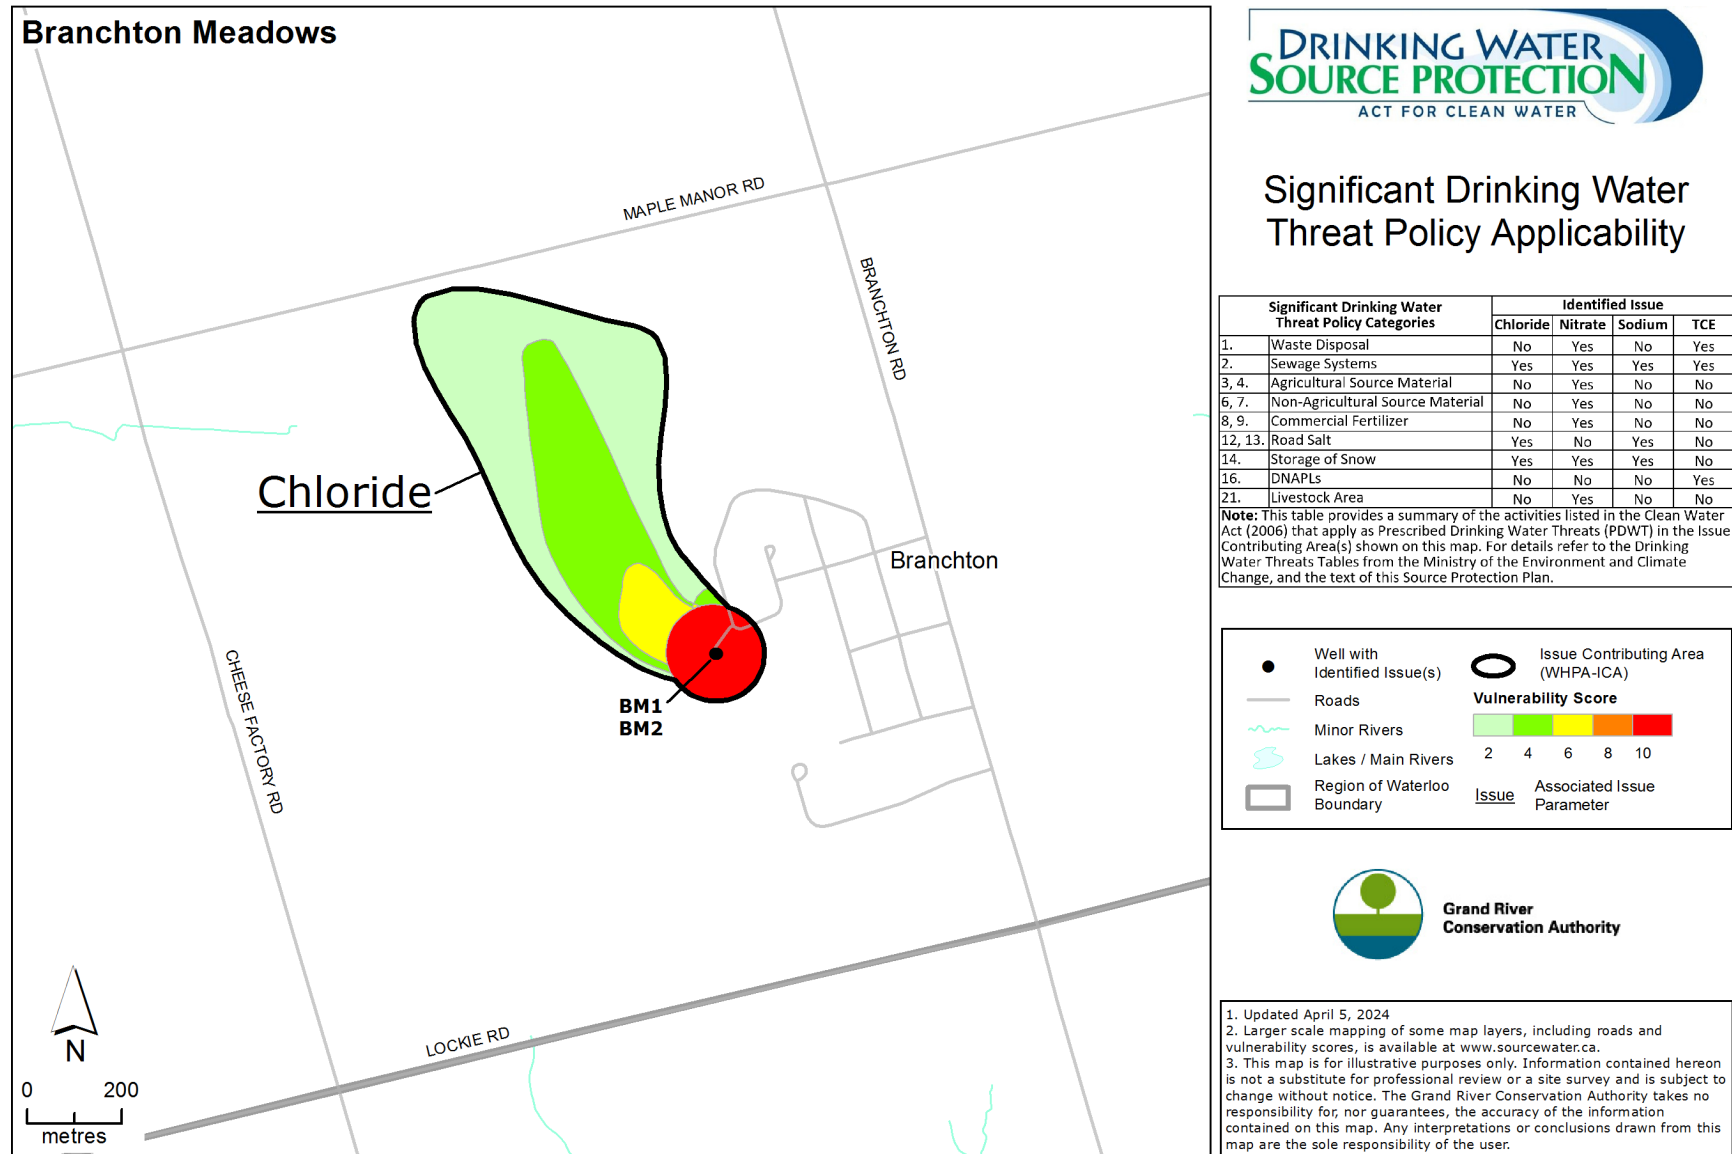 Branchton Meadows
MAPLE MANOR RD
BRANCHTON RD
Chloride
Branchton
BM1
BM2
CHEESE FACTORY RD
LOCKIE RD
N
0 200
metres
DRINKING WATER
SOURCE PROTECTION
ACT FOR CLEAN WATER
Significant Drinking Water
Threat Policy Applicability
Significant Drinking Water
Threat Policy Categories
Identified Issue
Chloride Nitrate Sodium TCE
1. Waste Disposal No Yes No Yes
2. Sewage Systems Yes Yes Yes Yes
3, 4. Agricultural Source Material No Yes No No
6, 7. Non-Agricultural Source Material No Yes No No
8, 9. Commercial Fertilizer No Yes No No
12, 13. Road Salt Yes No Yes No
14. Storage of Snow Yes Yes Yes No
16. DNAPLs No No No Yes
21. Livestock Area No Yes No No
Note: This table provides a summary of the activities listed in the Clean Water
Act (2006) that apply as Prescribed Drinking Water Threats (PDWT) in the Issue
Contributing Area(s) shown on this map. For details refer to the Drinking
Water Threats Tables from the Ministry of the Environment and Climate
Change, and the text of this Source Protection Plan.
Well with
Identified Issue(s)
Roads
Minor Rivers
Lakes / Main Rivers
Region of Waterloo
Boundary
Issue Contributing Area
(WHPA-ICA)
Vulnerability Score
2 4 6 8 10
Issue
Associated Issue
Parameter
Grand River
Conservation Authority
1. Updated April 5, 2024
2. Larger scale mapping of some map layers, including roads and
vulnerability scores, is available at www.sourcewater.ca.
3. This map is for illustrative purposes only. Information contained hereon
is not a substitute for professional review or a site survey and is subject to
change without notice. The Grand River Conservation Authority takes no
responsibility for, nor guarantees, the accuracy of the information
contained on this map. Any interpretations or conclusions drawn from this
map are the sole responsibility of the user.